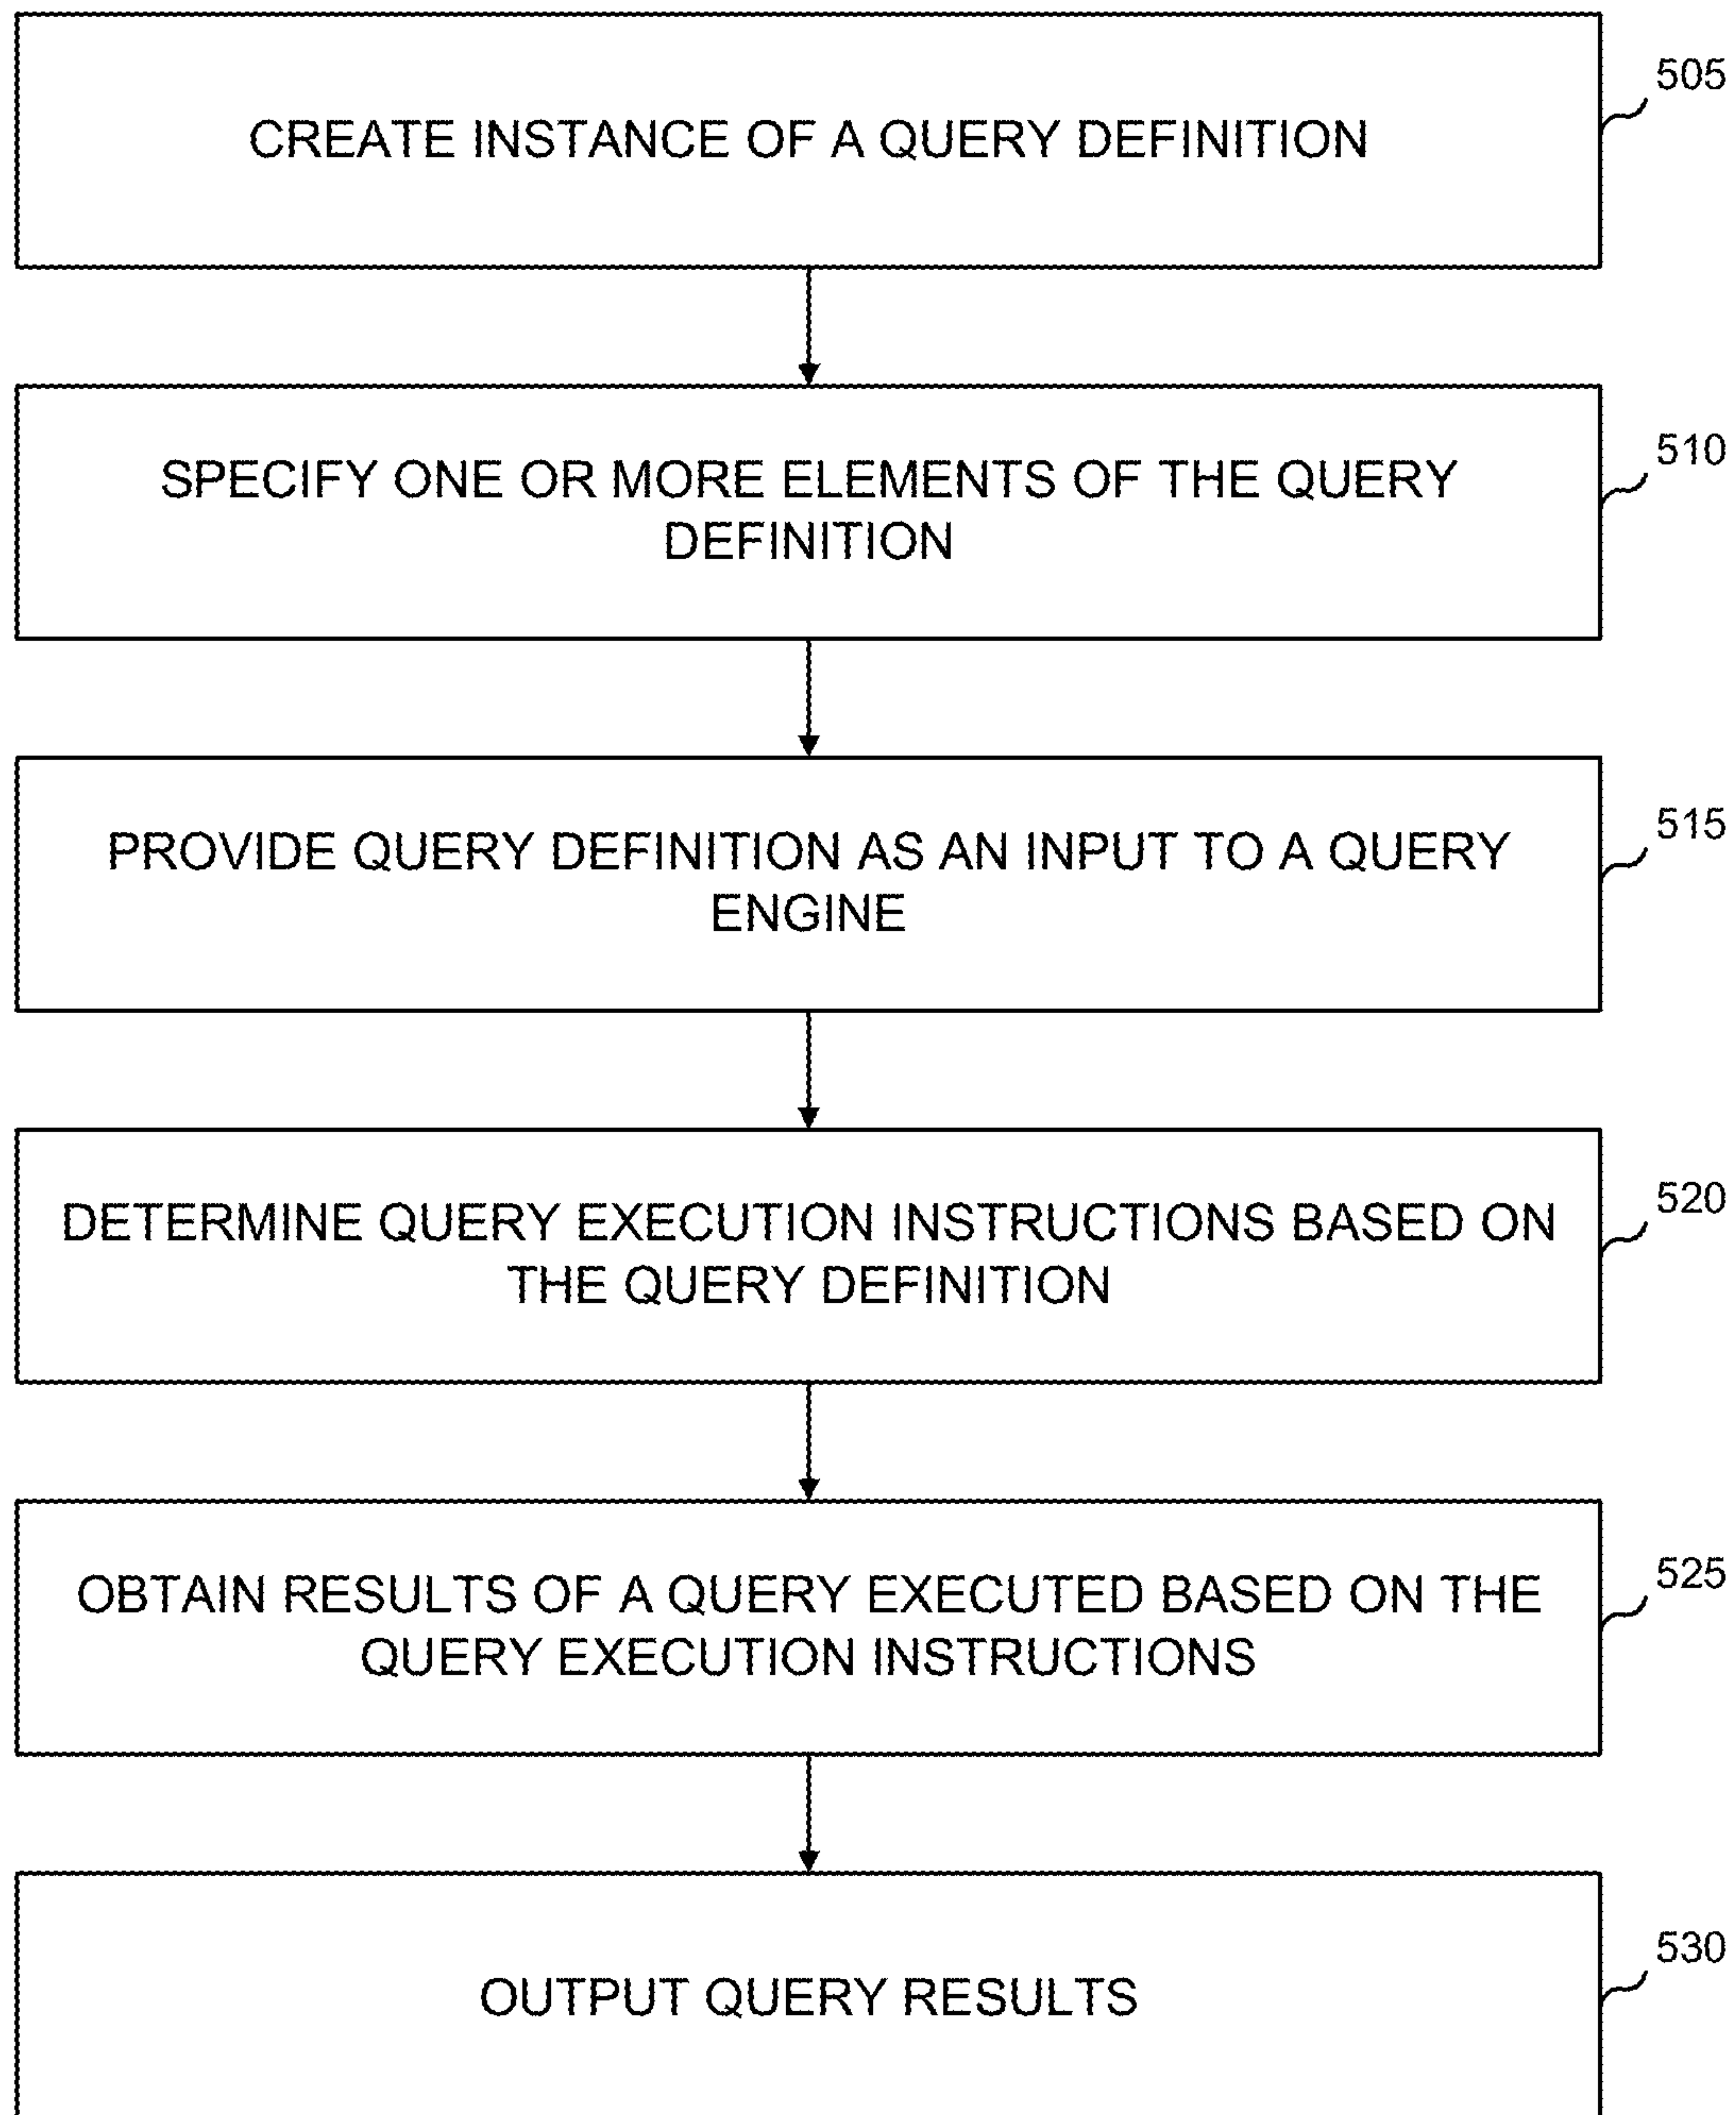 CREATE INSTANCE OF A QUERY DEFINITION
505
SPECIFY ONE OR MORE ELEMENTS OF THE QUERY
DEFINITION
510
PROVIDE QUERY DEFINITION AS AN INPUT TO A QUERY
ENGINE
515
DETERMINE QUERY EXECUTION INSTRUCTIONS BASED ON
THE QUERY DEFINITION
520
OBTAIN RESULTS OF A QUERY EXECUTED BASED ON THE
QUERY EXECUTION INSTRUCTIONS
525
OUTPUT QUERY RESULTS
530